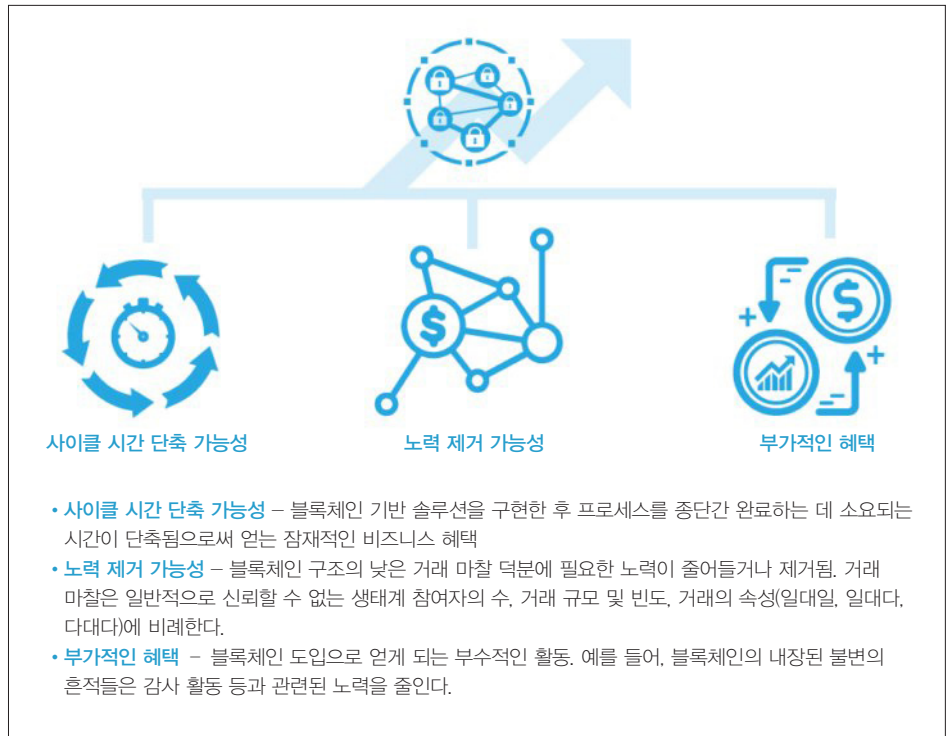 사이클 시간 단축 가능성
노력 제거 가능성
부가적인 혜택
• 사이클 시간 단축 가능성 – 블록체인 기반 솔루션을 구현한 후 프로세스를 종단간 완료하는 데 소요되는
시간이 단축됨으로써 얻는 잠재적인 비즈니스 혜택
• 노력 제거 가능성 – 블록체인 구조의 낮은 거래 마찰 덕분에 필요한 노력이 줄어들거나 제거됨. 거래
마찰은 일반적으로 신뢰할 수 없는 생태계 참여자의 수, 거래 규모 및 빈도, 거래의 속성(일대일, 일대다,
다대다)에 비례한다.
• 부가적인 혜택 – 블록체인 도입으로 얻게 되는 부수적인 활동. 예를 들어, 블록체인의 내장된 불변의
흔적들은 감사 활동 등과 관련된 노력을 줄인다.